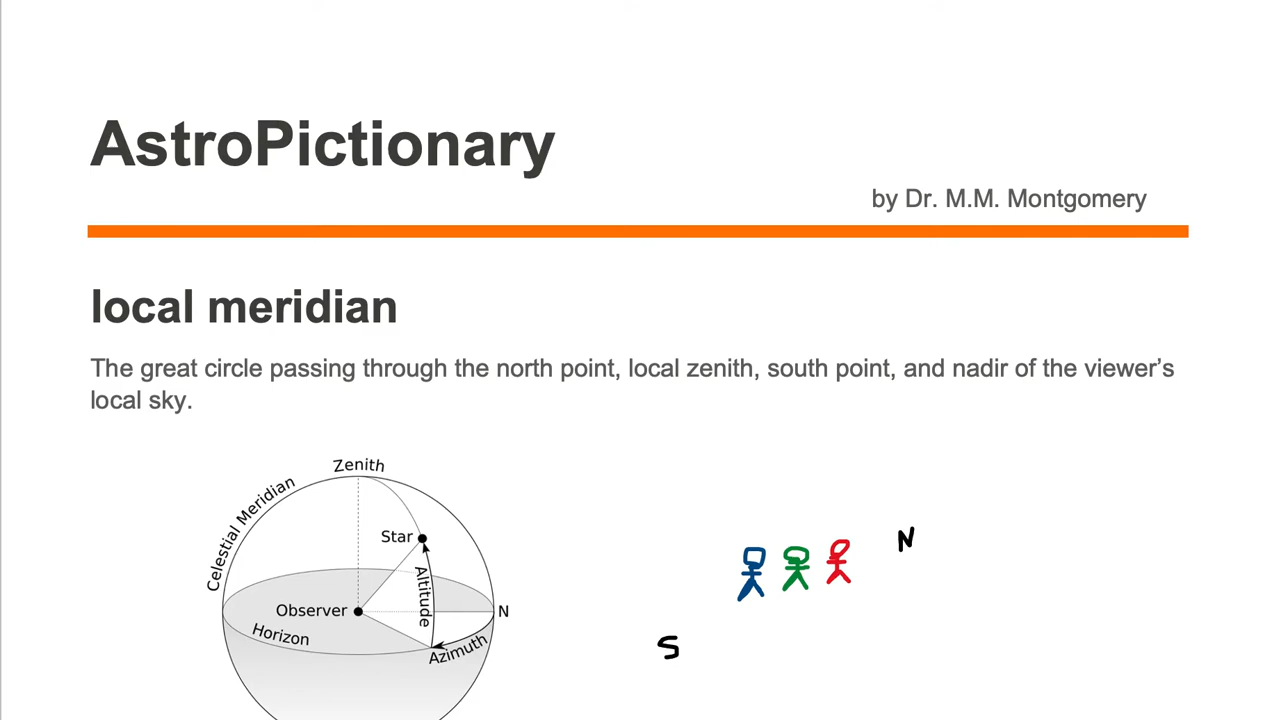 AstroPictionary
by Dr. M.M. Montgomery
local meridian
The great circle passing through the north point, local zenith, south point, and nadir of the viewer’s
local sky.
Zenith
Celestial Meridian
Star
Altitude
Observer
N
Horizon
Azimuth
N
S